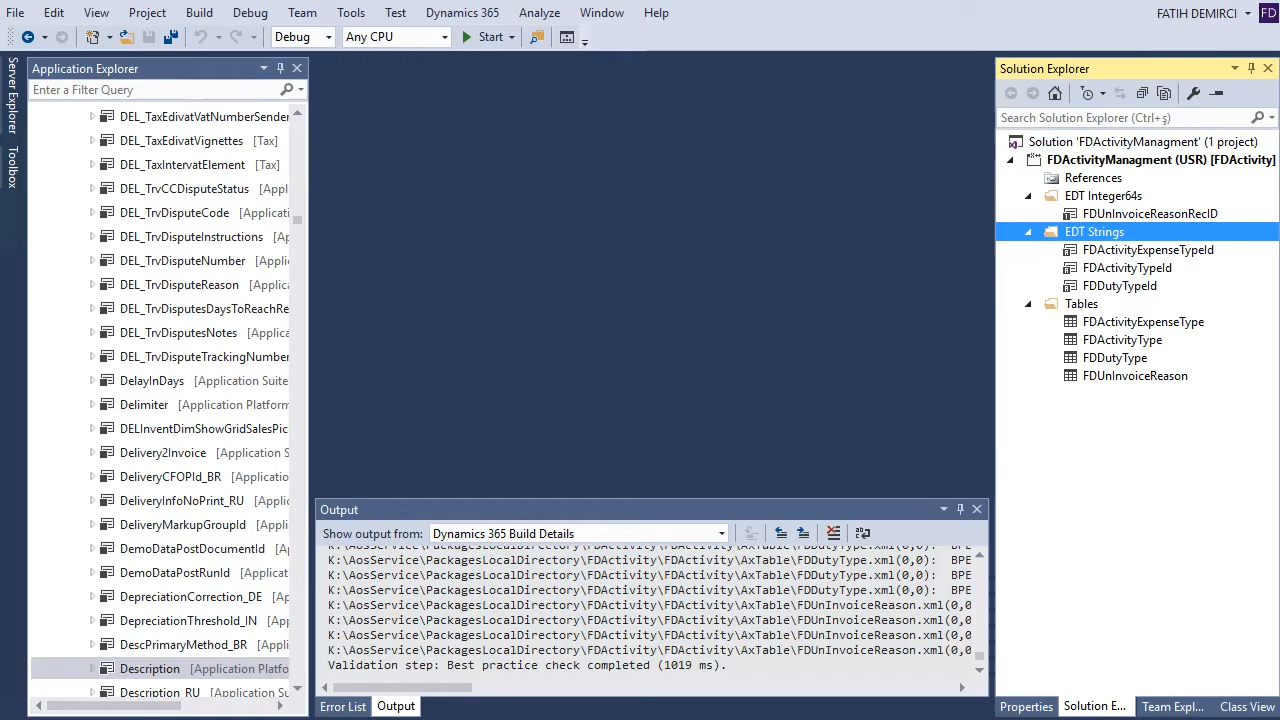 File Edit View Project Build Debug Team Tools Test Dynamics 365 Analyze Window Help FATIH DEMIRCI FD
Debug Any CPU Start
Server Explorer
Toolbox
Application Explorer
Enter a Filter Query
DEL_TaxEdivatVatNumberSender
DEL_TaxEdivatVignettes [Tax]
DEL_TaxIntervatElement [Tax]
DEL_TrvCCDisputeStatus [Appl
DEL_TrvDisputeCode [Applicati
DEL_TrvDisputeInstructions [Ap
DEL_TrvDisputeNumber [Applic
DEL_TrvDisputeReason [Applic
DEL_TrvDisputesDaysToReachRe
DEL_TrvDisputesNotes [Applic
DEL_TrvDisputeTrackingNumber
DelayInDays [Application Suite
Delimiter [Application Platform
DELInventDimShowGridSalesPic
Delivery2Invoice [Application S
DeliveryCFOPId_BR [Application
DeliveryInfoNoPrint_RU [Applic
DeliveryMarkupGroupId [Applic
DemoDataPostDocumentId [Ap
DemoDataPostRunId [Applicati
DepreciationCorrection_DE [Ap
DepreciationThreshold_IN [App
DescPrimaryMethod_BR [Applic
Description [Application Platfo
Description_RU [Application Su
Output
Show output from: Dynamics 365 Build Details
K:\AosService\PackagesLocalDirectory\FDActivity\FDActivity\AxTable\FDDutyType.xml(0,0): BPE
K:\AosService\PackagesLocalDirectory\FDActivity\FDActivity\AxTable\FDDutyType.xml(0,0): BPE
K:\AosService\PackagesLocalDirectory\FDActivity\FDActivity\AxTable\FDDutyType.xml(0,0): BPE
K:\AosService\PackagesLocalDirectory\FDActivity\FDActivity\AxTable\FDUnInvoiceReason.xml(0,0
K:\AosService\PackagesLocalDirectory\FDActivity\FDActivity\AxTable\FDUnInvoiceReason.xml(0,0
K:\AosService\PackagesLocalDirectory\FDActivity\FDActivity\AxTable\FDUnInvoiceReason.xml(0,0
K:\AosService\PackagesLocalDirectory\FDActivity\FDActivity\AxTable\FDUnInvoiceReason.xml(0,0
Validation step: Best practice check completed (1019 ms).
Error List Output
Solution Explorer
Search Solution Explorer (Ctrl+ş)
Solution 'FDActivityManagment' (1 project)
FDActivityManagment (USR) [FDActivity]
References
EDT Integer64s
FDUnInvoiceReasonRecID
EDT Strings
FDActivityExpenseTypeId
FDActivityTypeId
FDDutyTypeId
Tables
FDActivityExpenseType
FDActivityType
FDDutyType
FDUnInvoiceReason
Properties Solution E... Team Expl... Class View